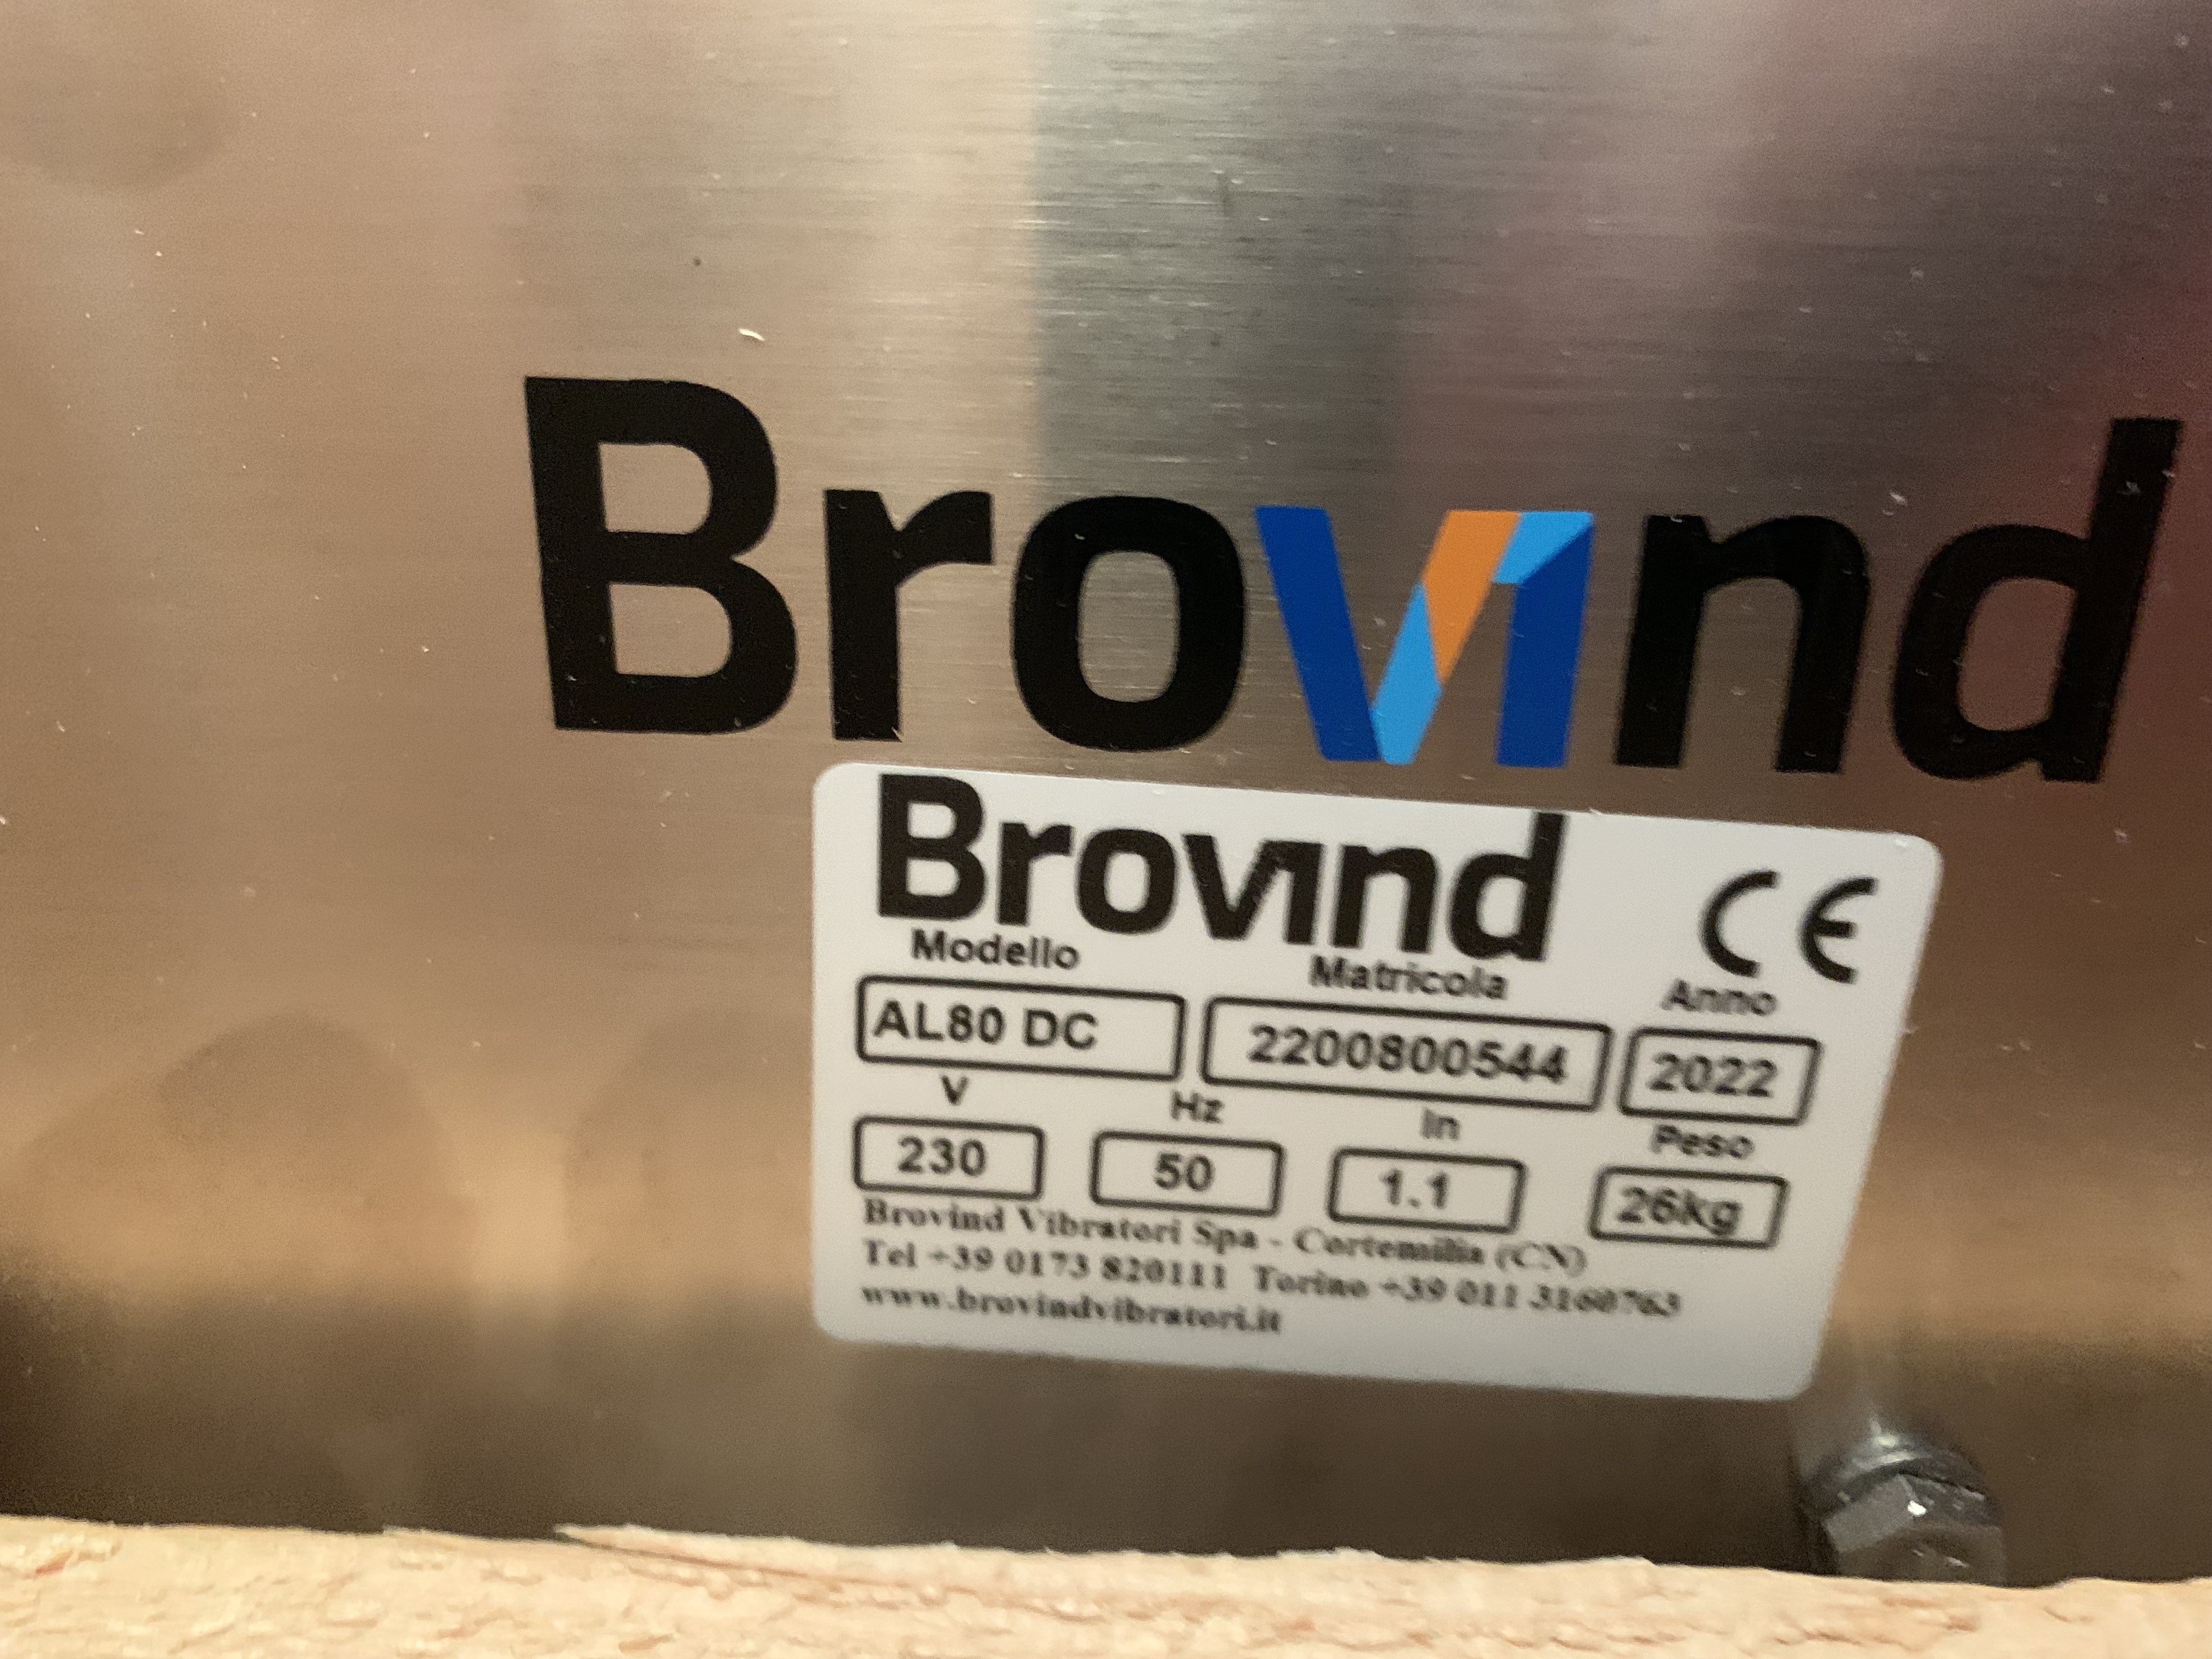 Brovind
Brovind CE
Modello Matricola Anno
AL80 DC 2200800544 2022
V Hz In Peso
230 50 1.1 26kg
Brovind Vibratori Spa - Cortemilia (CN)
Tel +39 0173 820111 Torino +39 011 3160763
www.brovindvibratori.it